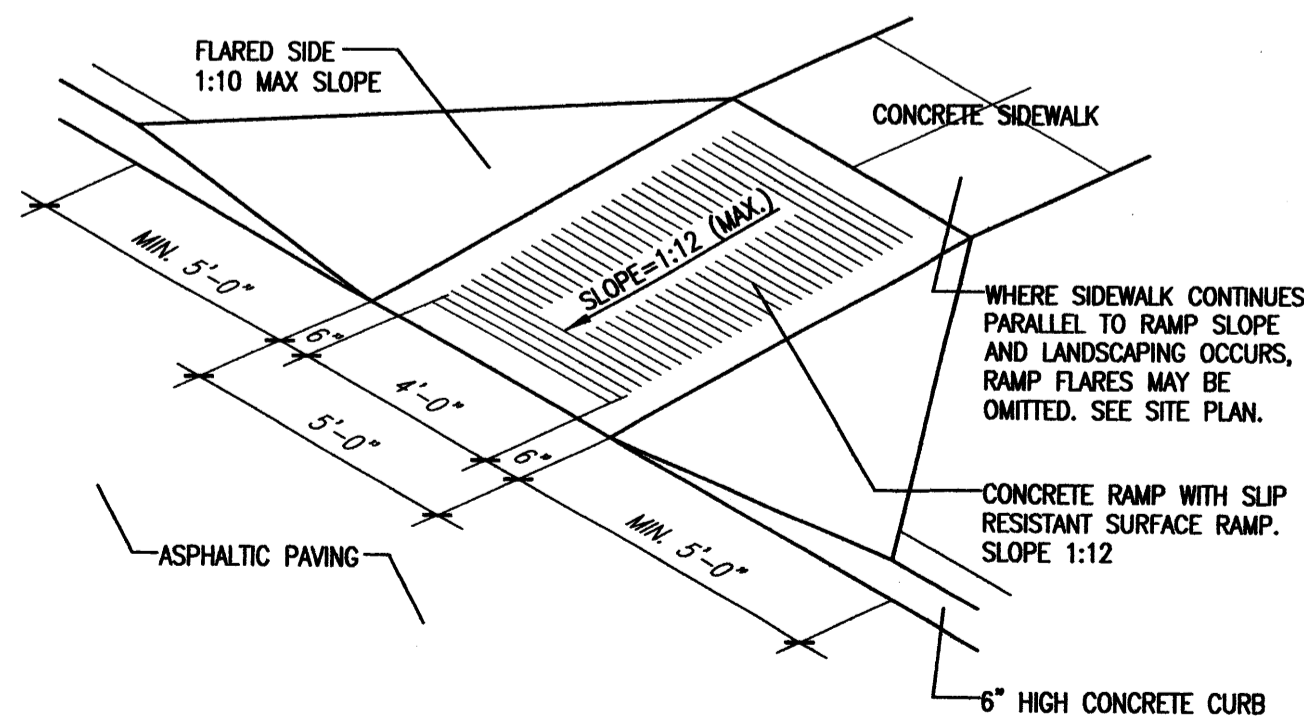 FLARED SIDE
1:10 MAX SLOPE
CONCRETE SIDEWALK
SLOPE=1:12 (MAX.)
MIN. 5'-0"
6"
4'-0"
5'-0"
6"
MIN. 5'-0"
WHERE SIDEWALK CONTINUES
PARALLEL TO RAMP SLOPE
AND LANDSCAPING OCCURS,
RAMP FLARES MAY BE
OMITTED. SEE SITE PLAN.
CONCRETE RAMP WITH SLIP
RESISTANT SURFACE RAMP.
SLOPE 1:12
ASPHALTIC PAVING
6" HIGH CONCRETE CURB